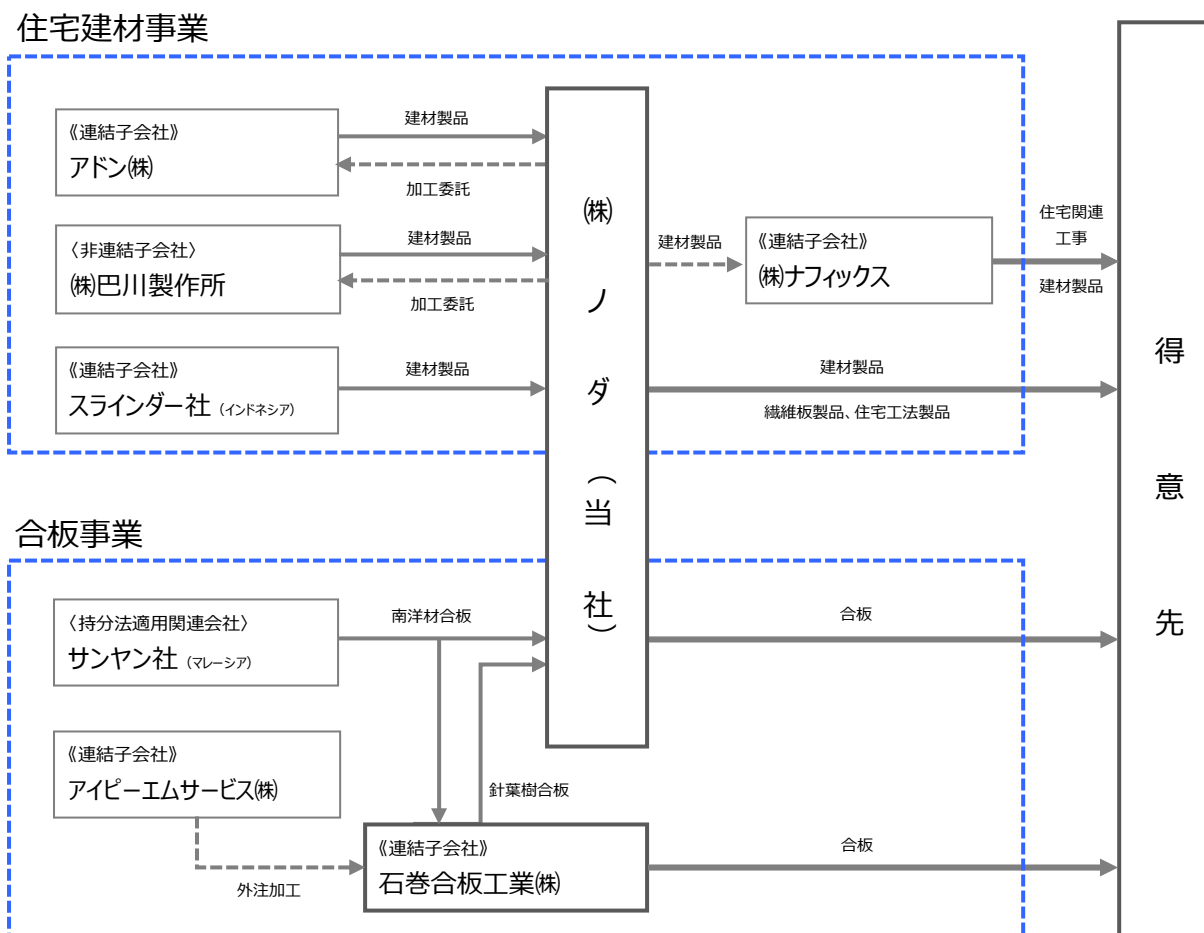 住宅建材事業
《連結子会社》
アドン㈱
建材製品
加工委託
〈非連結子会社〉
㈱巴川製作所
建材製品
加工委託
《連結子会社》
スラインダー社 (インドネシア)
建材製品
㈱ノダ(当社)
建材製品
《連結子会社》
㈱ナフィックス
住宅関連
工事
建材製品
建材製品
繊維板製品、住宅工法製品
得意先
合板事業
〈持分法適用関連会社〉
サンヤン社 (マレーシア)
南洋材合板
合板
《連結子会社》
アイピーエムサービス㈱
針葉樹合板
外注加工
《連結子会社》
石巻合板工業㈱
合板